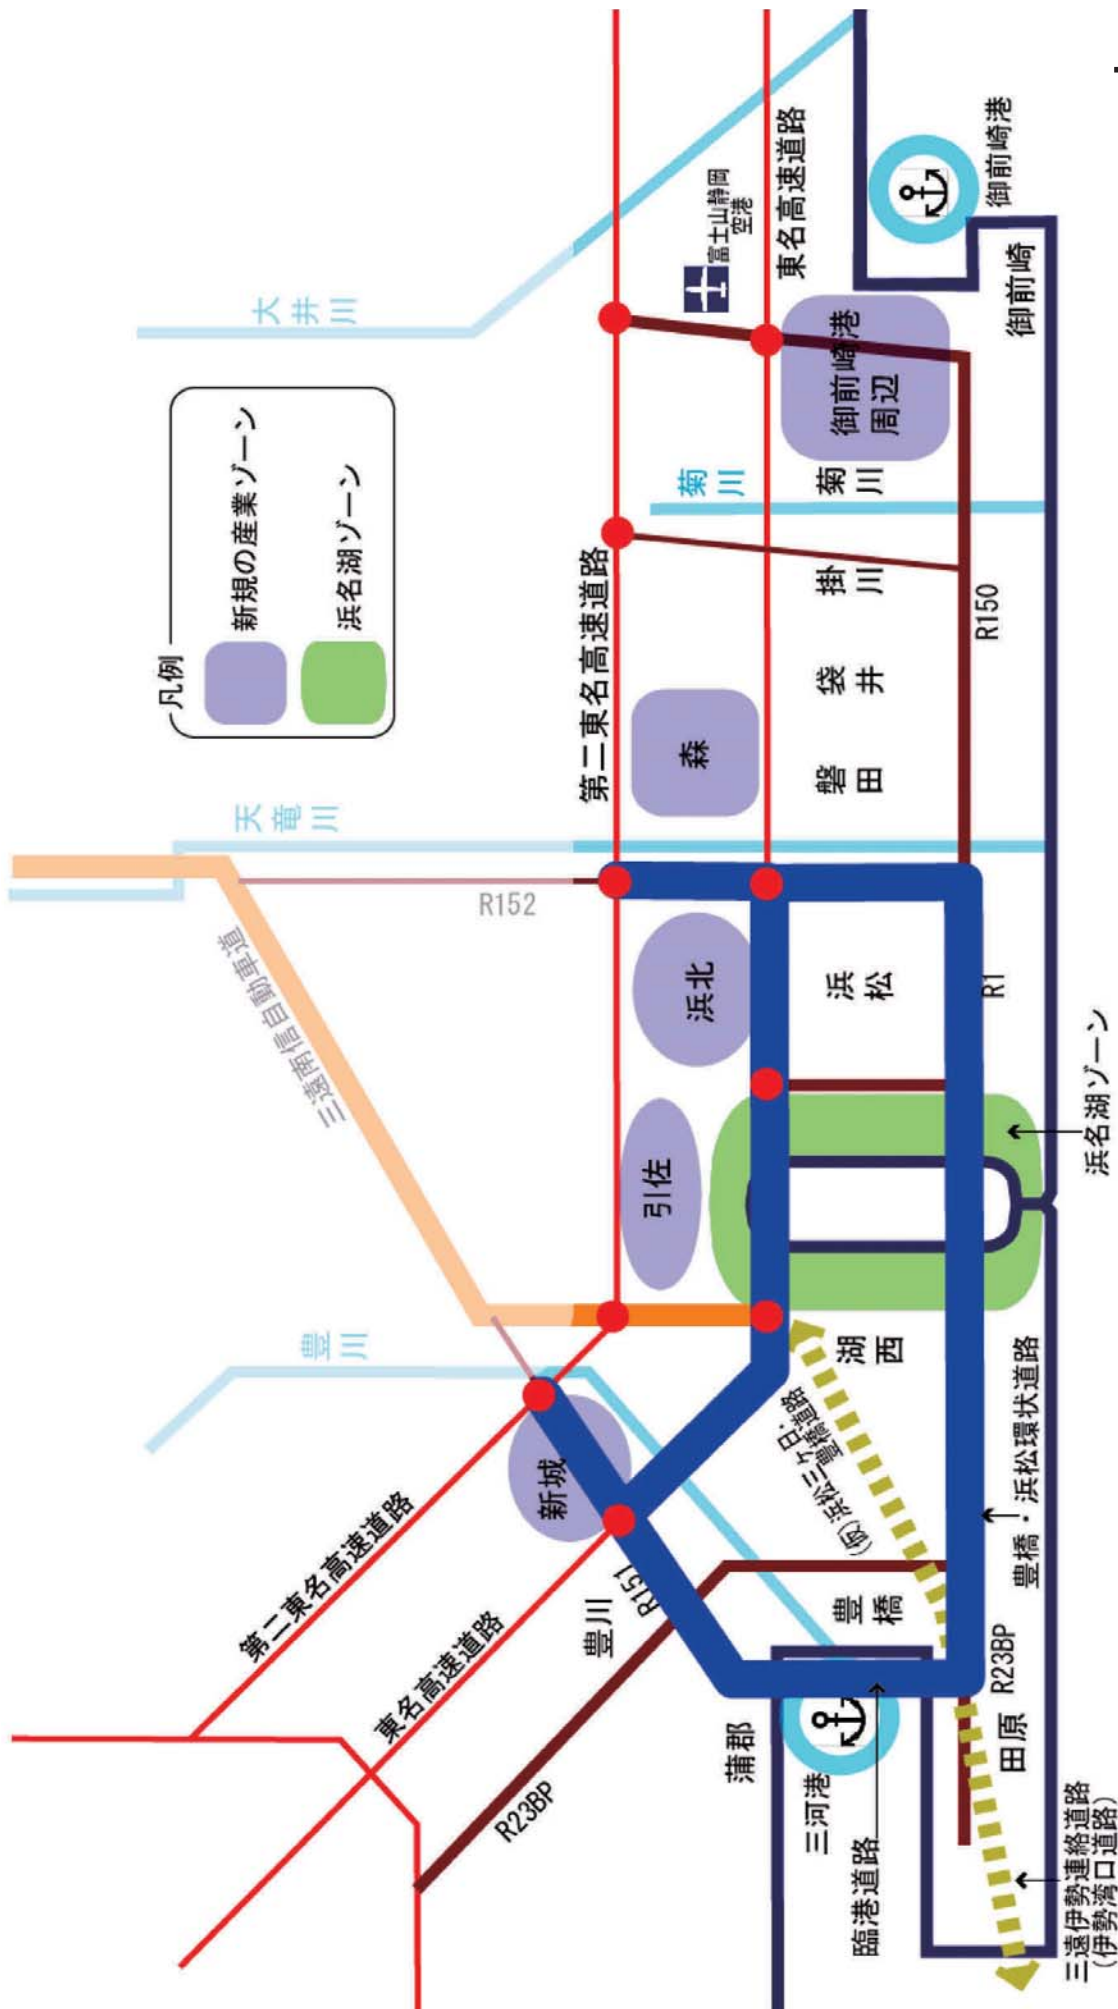 凡例
新規の産業ゾーン
浜名湖ゾーン
大井川
天竜川
豊川
三遠南信自動車道
R152
第二東名高速道路
第二東名高速道路
東名高速道路
東名高速道路
富士山静岡
空港
菊川
新城
引佐
浜北
森
御前崎港
周辺
豊川
R151
R23BP
(仮)浜松三ケ日・
豊橋道路
湖西
浜松
磐田
袋井
掛川
菊川
御前崎港
御前崎
蒲郡
三河港
豊橋
臨港道路
田原
R23BP
R1
R150
豊橋・浜松環状道路
浜名湖ゾーン
三遠伊勢連絡道路
(伊勢湾口道路)